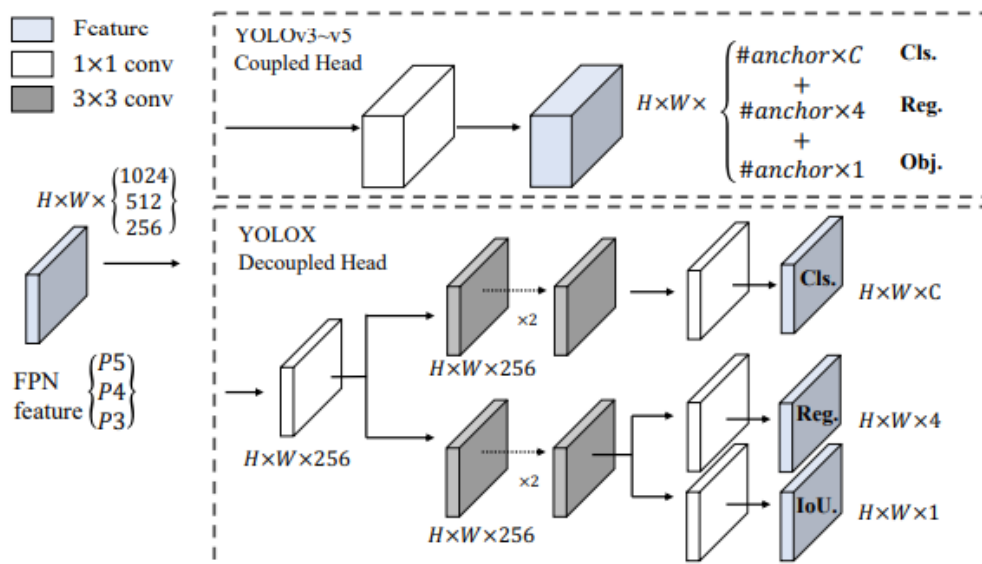 Feature
1×1 conv
3×3 conv
H×W×{1024
512
256}
FPN
feature
{P5
P4
P3}
YOLOv3~v5
Coupled Head
H×W×
{#anchor×C Cls.
+
#anchor×4 Reg.
+
#anchor×1 Obj.
YOLOX
Decoupled Head
H×W×256
×2
H×W×256
×2
H×W×256
Cls.
H×W×C
Reg.
H×W×4
IoU.
H×W×1